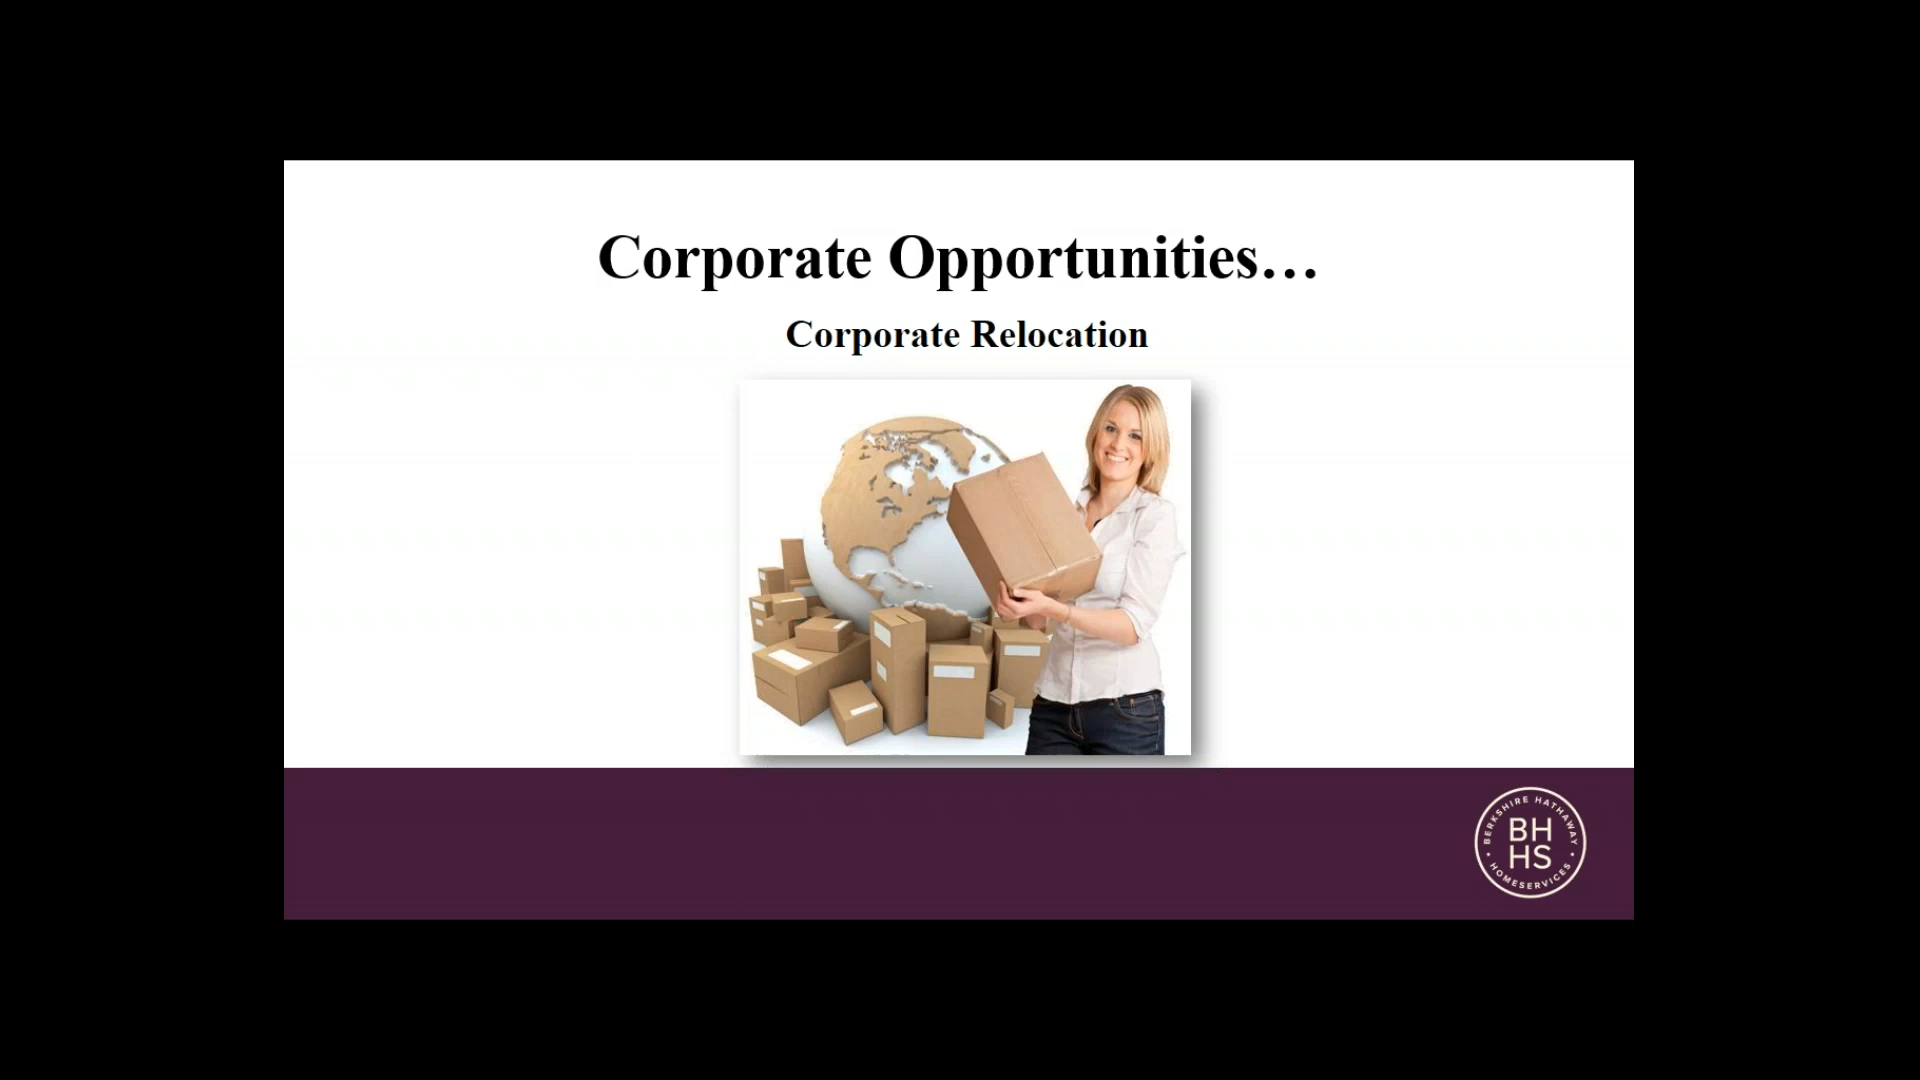 Corporate Opportunities…
Corporate Relocation
BERKSHIRE HATHAWAY
BH
HS
HOMESERVICES